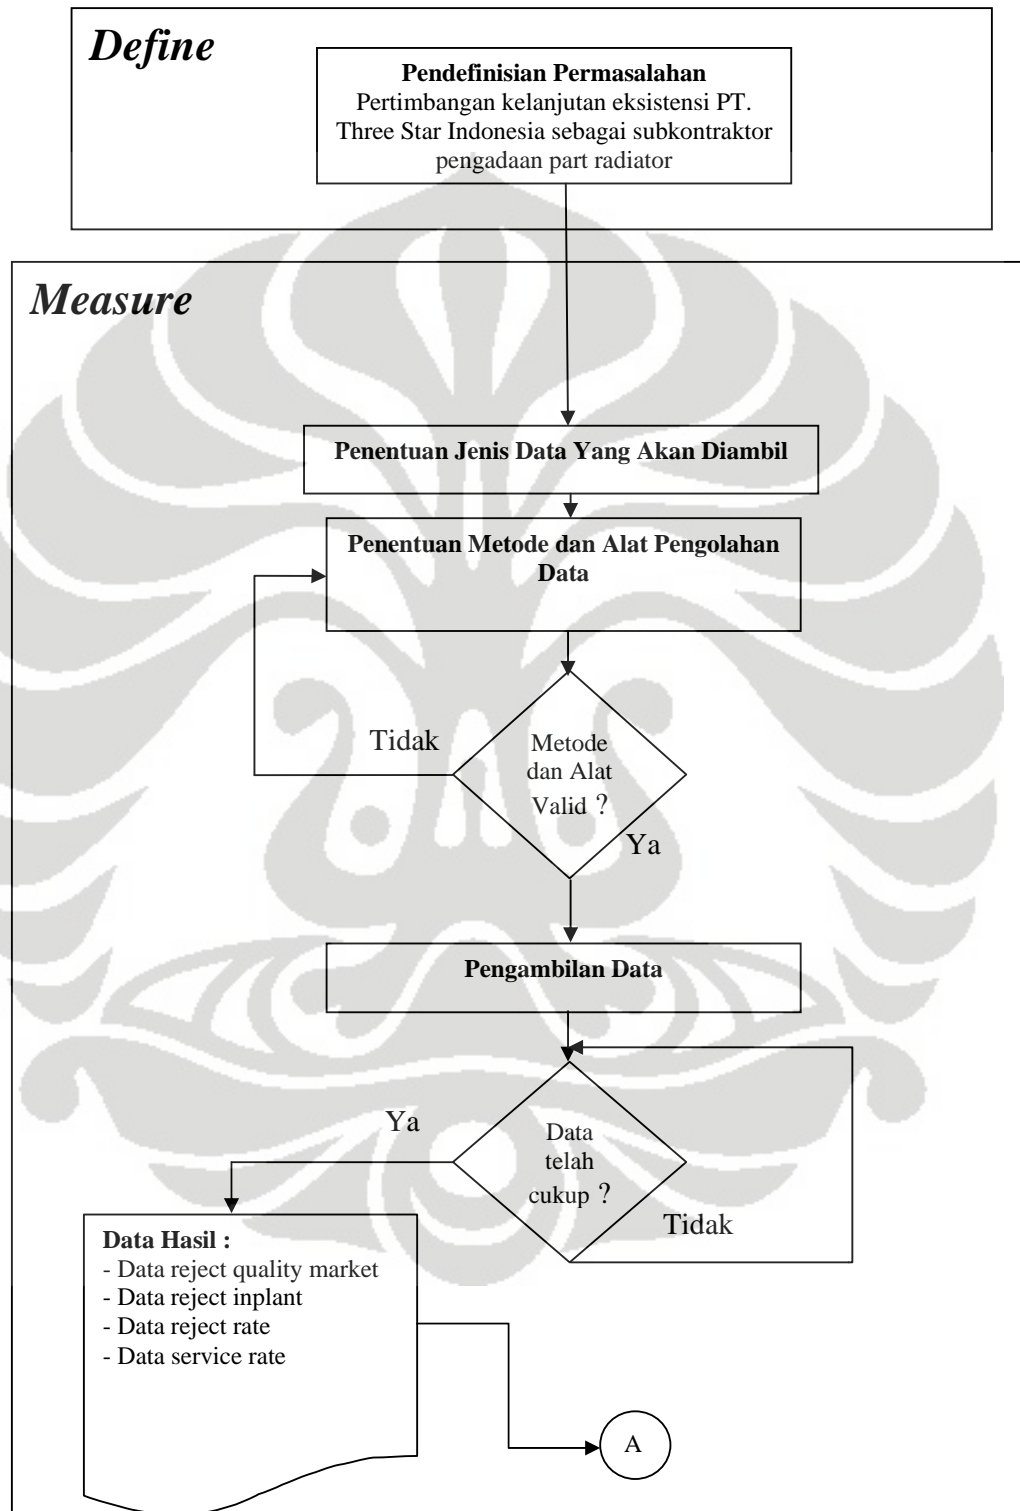 Define
Pendefinisian Permasalahan
Pertimbangan kelanjutan eksistensi PT.
Three Star Indonesia sebagai subkontraktor
pengadaan part radiator
Measure
Penentuan Jenis Data Yang Akan Diambil
Penentuan Metode dan Alat Pengolahan
Data
Tidak
Metode
dan Alat
Valid ?
Ya
Pengambilan Data
Ya
Data
telah
cukup ?
Tidak
Data Hasil :
- Data reject quality market
- Data reject inplant
- Data reject rate
- Data service rate
A